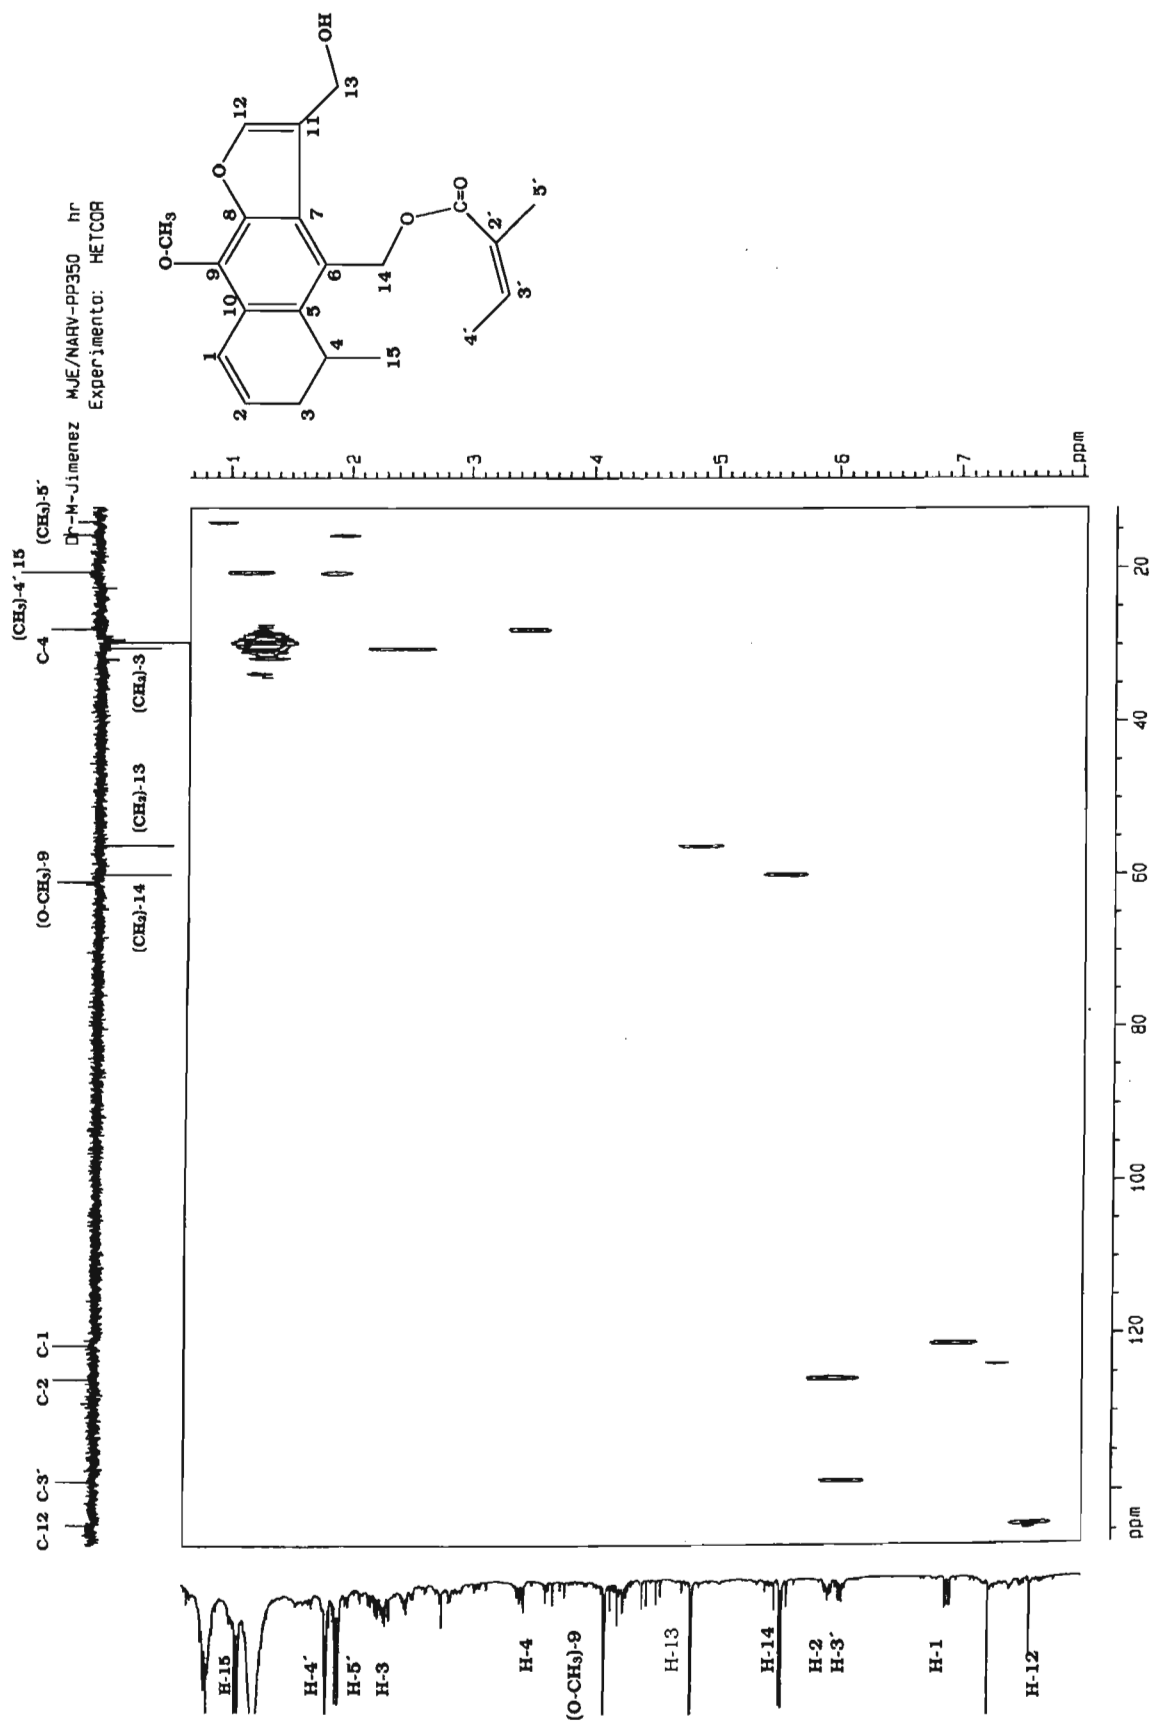 Dr-M-Jimenez MJE/NARV-PP350 hr
Experimento: HETCOR
O-CH₃
OH
O
12
13
11
8
9
7
10
6
5
1
2
3
4
15
14
O
C=O
2´
5´
3´
4´
C-12
C-3´
C-2
C-1
(O-CH₃)-9
(CH₂)-14
(CH₂)-13
(CH₂)-3
C-4
(CH₃)-4´,15
(CH₃)-5´
1
2
3
4
5
6
7
ppm
20
40
60
80
100
120
ppm
H-15
H-4´
H-5´
H-3
H-4
(O-CH₃)-9
H-13
H-14
H-2
H-3´
H-1
H-12